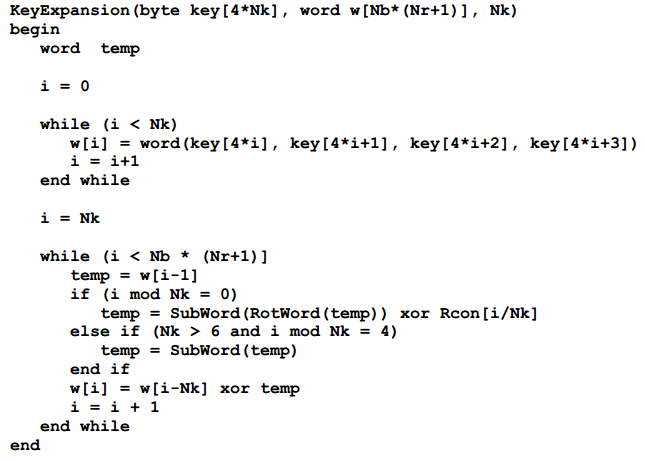 KeyExpansion(byte key[4*Nk], word w[Nb*(Nr+1)], Nk)
begin
word temp
i = 0
while (i < Nk)
w[i] = word(key[4*i], key[4*i+1], key[4*i+2], key[4*i+3])
i = i+1
end while
i = Nk
while (i < Nb * (Nr+1)]
temp = w[i-1]
if (i mod Nk = 0)
temp = SubWord(RotWord(temp)) xor Rcon[i/Nk]
else if (Nk > 6 and i mod Nk = 4)
temp = SubWord(temp)
end if
w[i] = w[i-Nk] xor temp
i = i + 1
end while
end